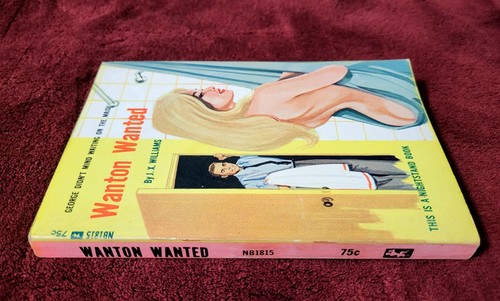 GEORGE DIDN'T MIND WAITING ON THE MAID!
Wanton Wanted
By J. X. WILLIAMS
NB1815
75c
THIS IS A NIGHTSTAND BOOK
WANTON WANTED NB1815 75c